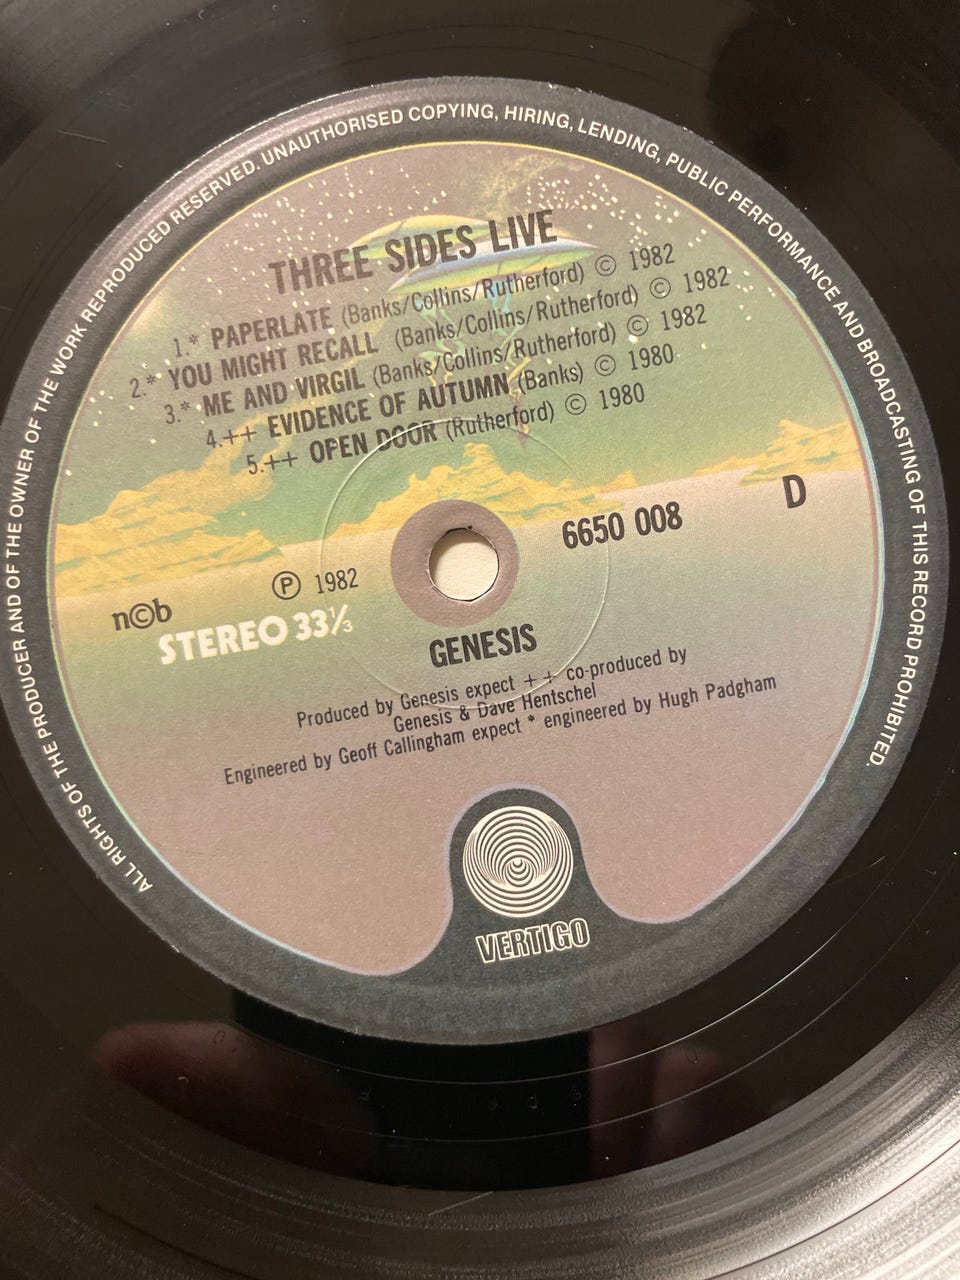 ALL RIGHTS OF THE PRODUCER AND OF THE OWNER OF THE WORK REPRODUCED RESERVED. UNAUTHORISED COPYING, HIRING, LENDING, PUBLIC PERFORMANCE AND BROADCASTING OF THIS RECORD PROHIBITED.
THREE SIDES LIVE
1.* PAPERLATE (Banks/Collins/Rutherford) © 1982
2.* YOU MIGHT RECALL (Banks/Collins/Rutherford) © 1982
3.* ME AND VIRGIL (Banks/Collins/Rutherford) © 1982
4.++ EVIDENCE OF AUTUMN (Banks) © 1980
5.++ OPEN DOOR (Rutherford) © 1980
D
6650 008
℗ 1982
n©b
STEREO 33⅓
GENESIS
Produced by Genesis expect ++ co-produced by
Genesis & Dave Hentschel
Engineered by Geoff Callingham expect * engineered by Hugh Padgham
VERTIGO